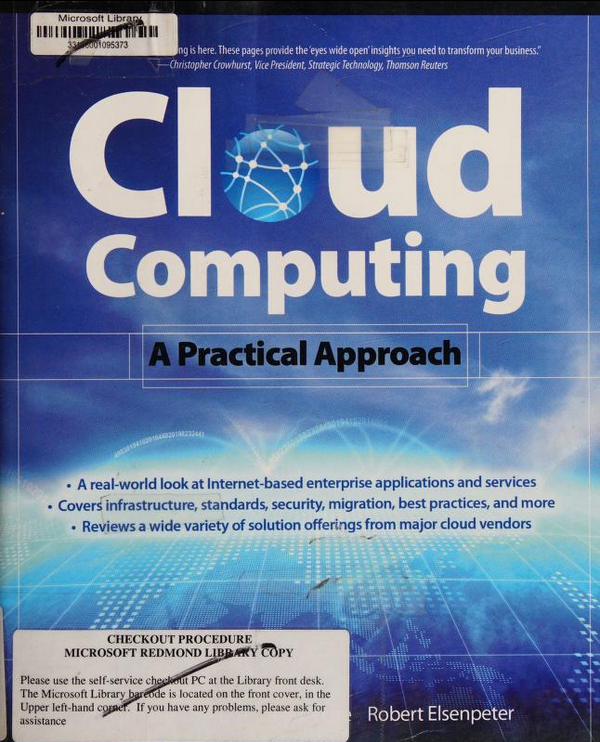 Microsoft Library
ing is here. These pages provide the 'eyes wide open' insights you need to transform your business."
—Christopher Crowhurst, Vice President, Strategic Technology, Thomson Reuters
Cloud
Computing
A Practical Approach
• A real-world look at Internet-based enterprise applications and services
• Covers infrastructure, standards, security, migration, best practices, and more
• Reviews a wide variety of solution offerings from major cloud vendors
CHECKOUT PROCEDURE
MICROSOFT REDMOND LIBRARY COPY
Please use the self-service checkout PC at the Library front desk.
The Microsoft Library barcode is located on the front cover, in the
Upper left-hand corner. If you have any problems, please ask for
assistance
Robert Elsenpeter